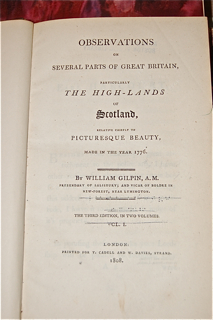 OBSERVATIONS
ON
SEVERAL PARTS OF GREAT BRITAIN,
PARTICULARLY
THE HIGH-LANDS
OF
Scotland,
RELATIVE CHIEFLY TO
PICTURESQUE BEAUTY,
MADE IN THE YEAR 1776.
BY WILLIAM GILPIN, A.M.
PREBENDARY OF SALISBURY; AND VICAR OF BOLDRE IN
NEW-FOREST, NEAR LYMINGTON.
THE THIRD EDITION, IN TWO VOLUMES.
VOL. I.
LONDON:
PRINTED FOR T. CADELL AND W. DAVIES, STRAND.
1808.